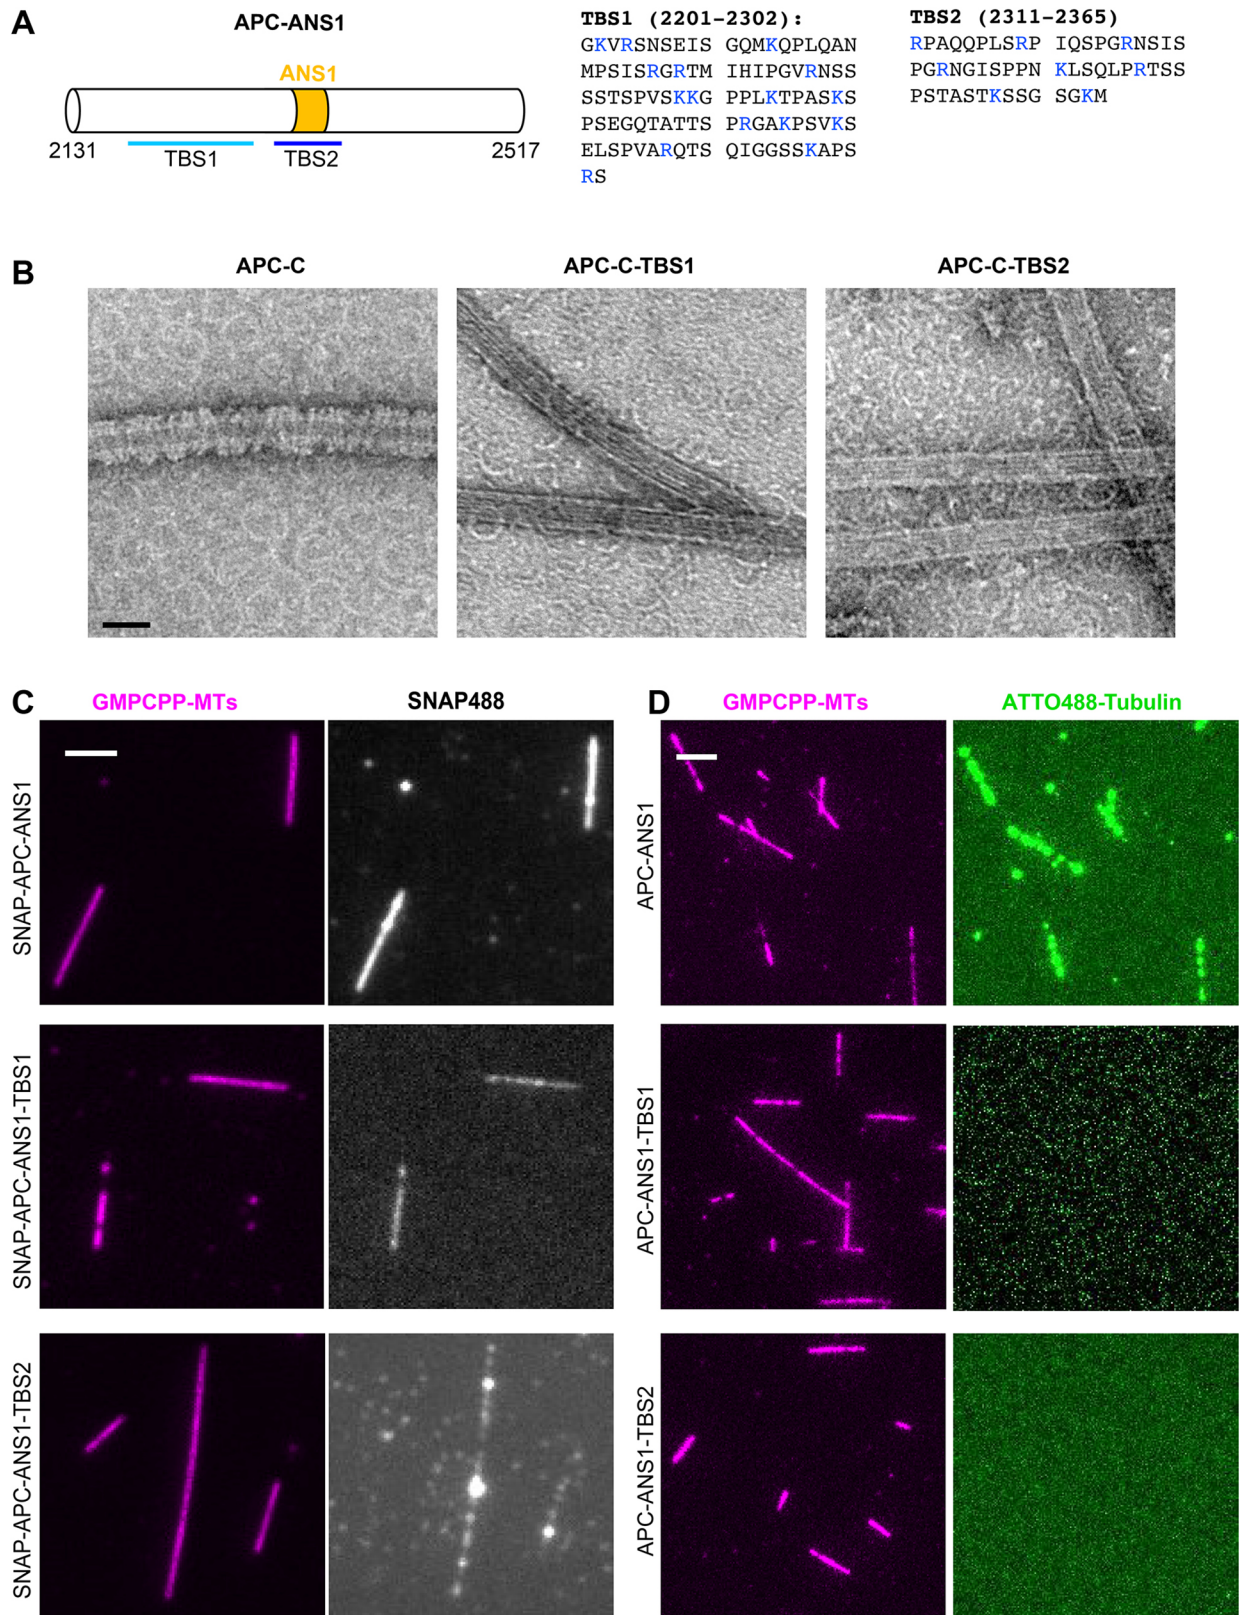 A
APC-ANS1
ANS1
2131
TBS1
TBS2
2517
TBS1 (2201-2302):
GKVRSNSEIS GQMKQPLQAN
MPSISRGRTM IHIPGVRNSS
SSTSPVSKKG PPLKTPASKS
PSEGQTATTS PRGAKPSVKS
ELSPVARQTS QIGGSSKAPS
RS
TBS2 (2311-2365)
RPAQQPLSRP IQSPGRNSIS
PGRNGISPPN KLSQLPRTSS
PSTASTKSSG SGKM
B
APC-C
APC-C-TBS1
APC-C-TBS2
C
GMPCPP-MTs
SNAP488
SNAP-APC-ANS1
SNAP-APC-ANS1-TBS1
SNAP-APC-ANS1-TBS2
D
GMPCPP-MTs
ATTO488-Tubulin
APC-ANS1
APC-ANS1-TBS1
APC-ANS1-TBS2